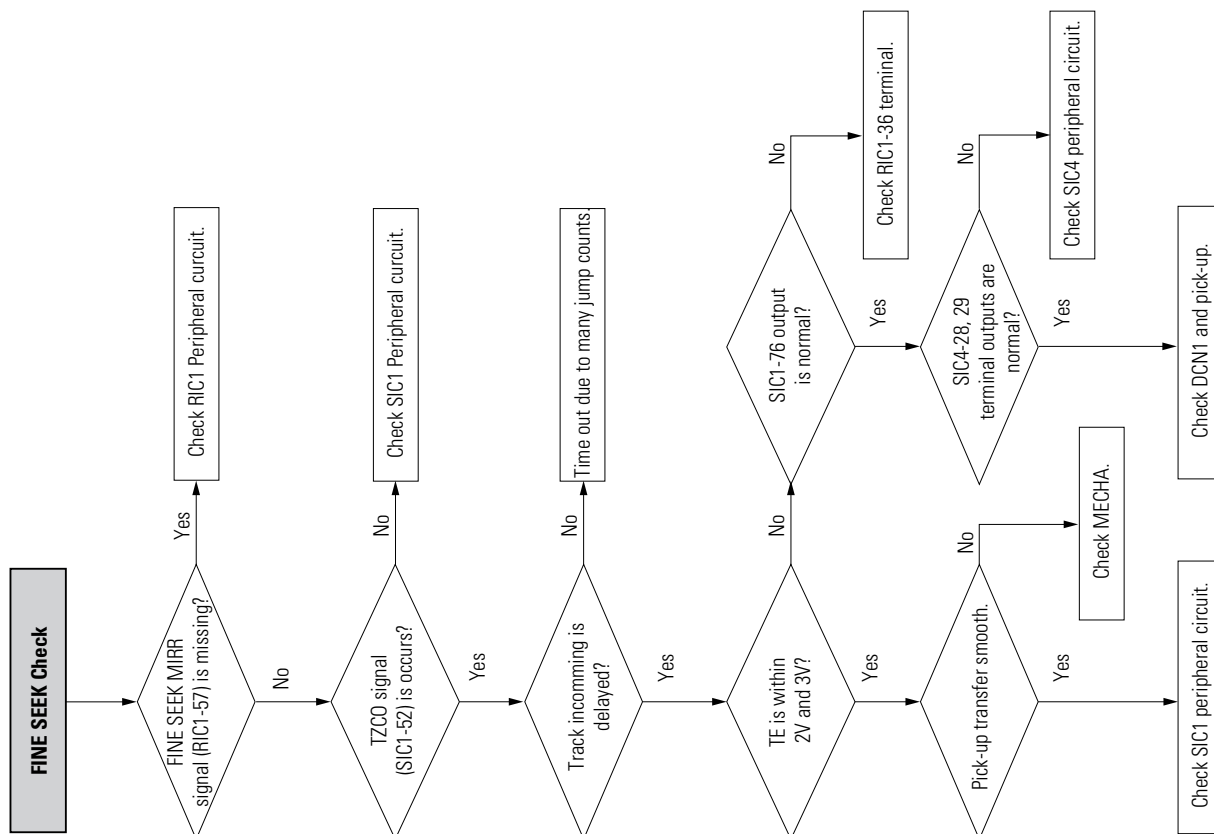 FINE SEEK Check
FINE SEEK MIRR
signal (RIC1-57) is missing?
Yes
Check RIC1 Peripheral curcuit.
No
TZCO signal
(SIC1-52) is occurs?
No
Check SIC1 Peripheral curcuit.
Yes
Track incomming is
delayed?
No
Time out due to many jump counts.
Yes
TE is within
2V and 3V?
No
SIC1-76 output
is normal?
No
Check RIC1-36 terminal.
Yes
SIC4-28, 29
terminal outputs are
normal?
No
Check SIC4 peripheral circuit.
Yes
Check DCN1 and pick-up.
Yes
Pick-up transfer smooth.
No
Check MECHA.
Yes
Check SIC1 peripheral circuit.